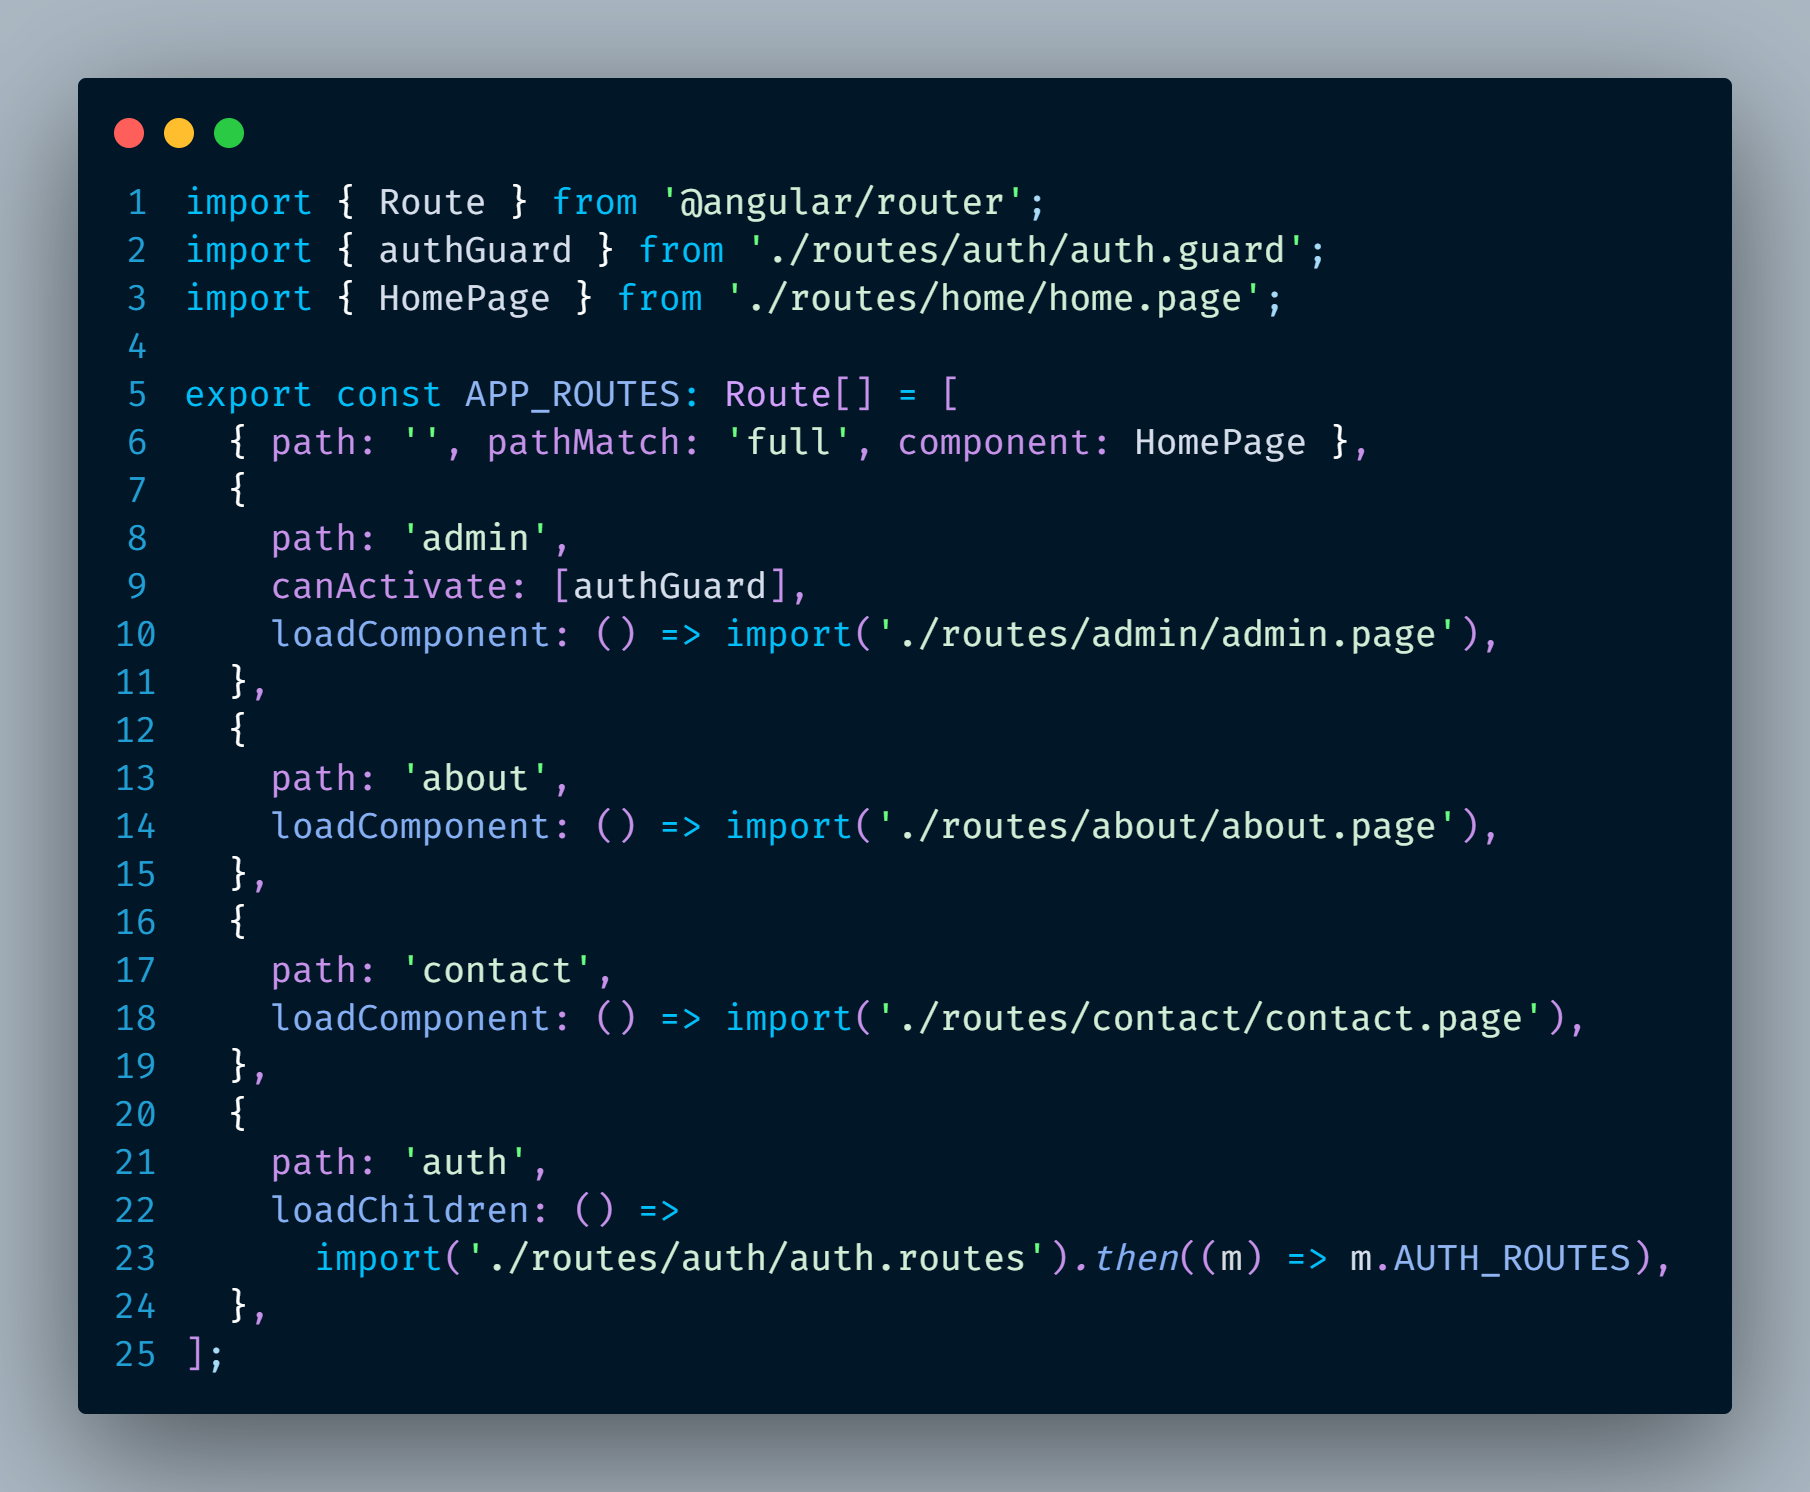 1 import { Route } from '@angular/router';
2 import { authGuard } from './routes/auth/auth.guard';
3 import { HomePage } from './routes/home/home.page';
4
5 export const APP_ROUTES: Route[] = [
6   { path: '', pathMatch: 'full', component: HomePage },
7   {
8     path: 'admin',
9     canActivate: [authGuard],
10     loadComponent: () => import('./routes/admin/admin.page'),
11   },
12   {
13     path: 'about',
14     loadComponent: () => import('./routes/about/about.page'),
15   },
16   {
17     path: 'contact',
18     loadComponent: () => import('./routes/contact/contact.page'),
19   },
20   {
21     path: 'auth',
22     loadChildren: () =>
23       import('./routes/auth/auth.routes').then((m) => m.AUTH_ROUTES),
24   },
25 ];